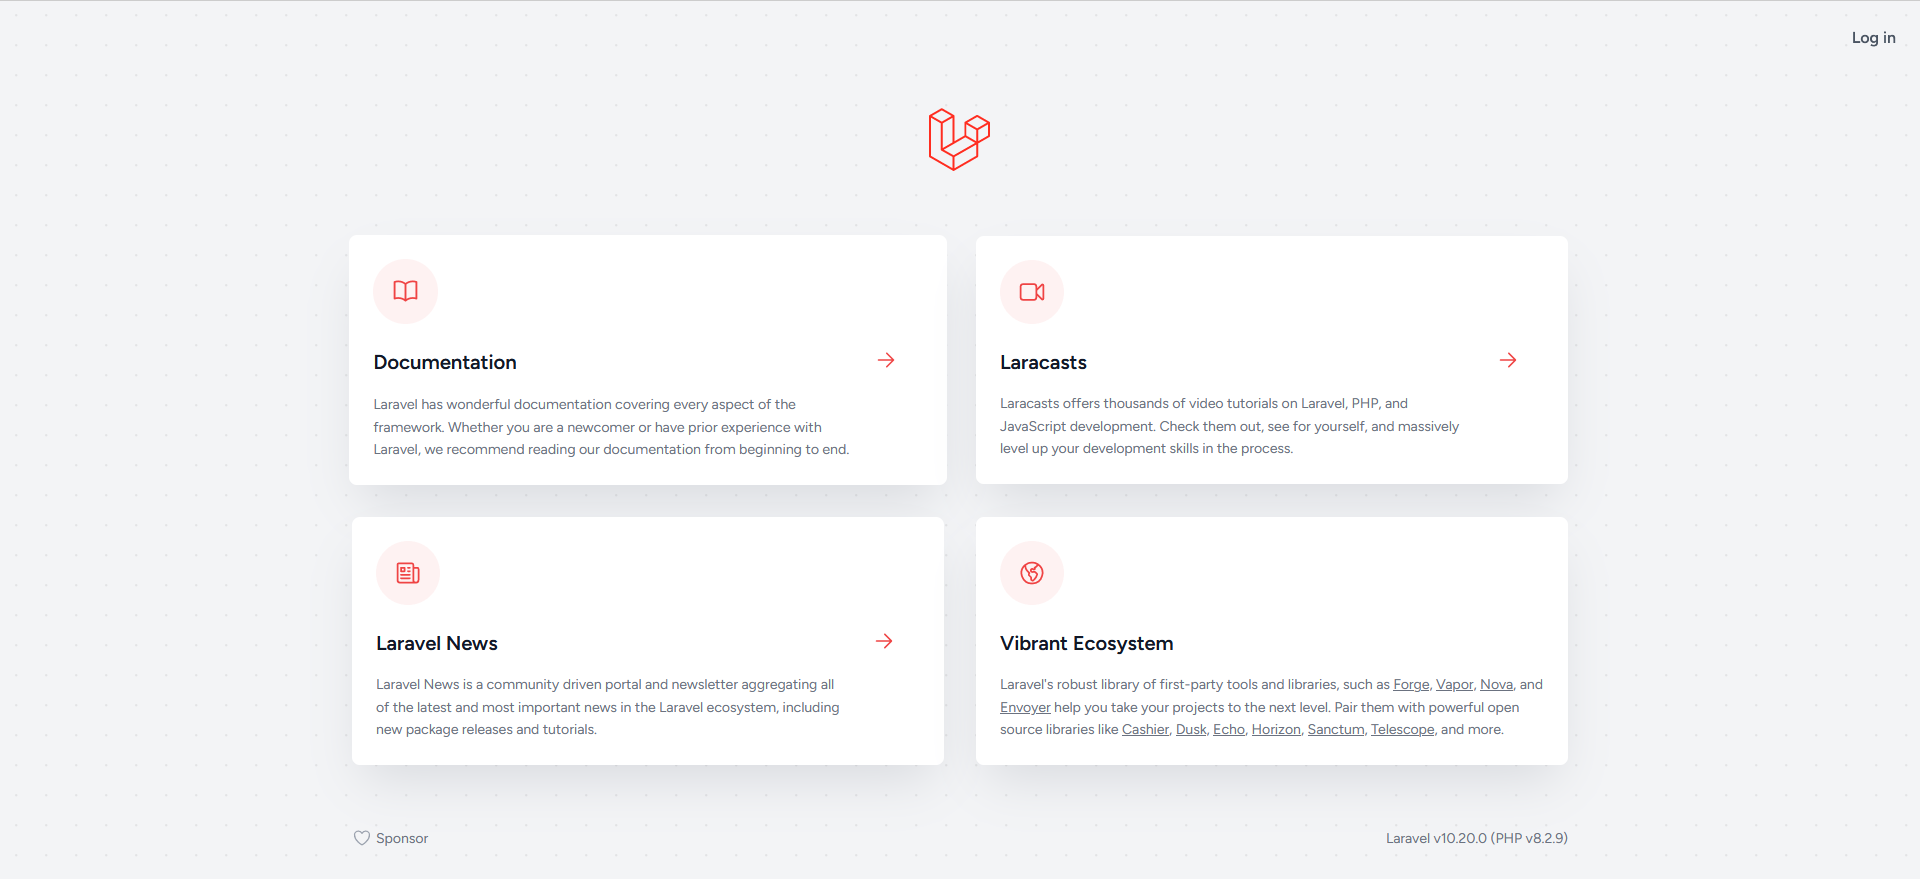 Log in
Documentation
Laravel has wonderful documentation covering every aspect of the
framework. Whether you are a newcomer or have prior experience with
Laravel, we recommend reading our documentation from beginning to end.
Laracasts
Laracasts offers thousands of video tutorials on Laravel, PHP, and
JavaScript development. Check them out, see for yourself, and massively
level up your development skills in the process.
Laravel News
Laravel News is a community driven portal and newsletter aggregating all
of the latest and most important news in the Laravel ecosystem, including
new package releases and tutorials.
Vibrant Ecosystem
Laravel's robust library of first-party tools and libraries, such as Forge, Vapor, Nova, and
Envoyer help you take your projects to the next level. Pair them with powerful open
source libraries like Cashier, Dusk, Echo, Horizon, Sanctum, Telescope, and more.
Sponsor
Laravel v10.20.0 (PHP v8.2.9)